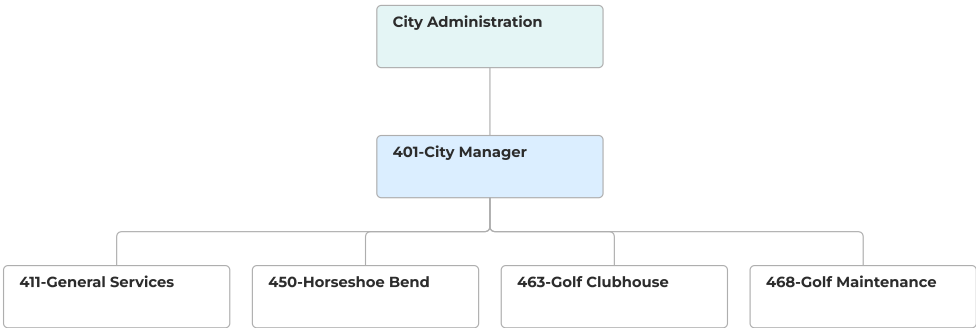 City Administration
401-City Manager
411-General Services
450-Horseshoe Bend
463-Golf Clubhouse
468-Golf Maintenance